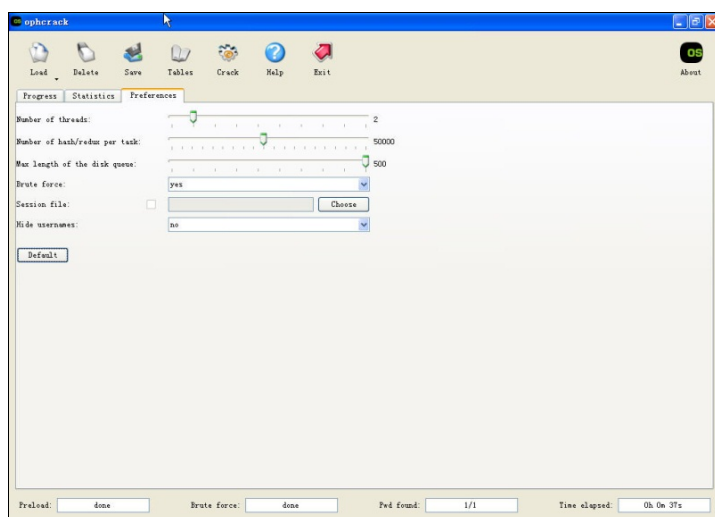 ophcrack
Load Delete Save Tables Crack Help Exit
OS
About
Progress Statistics Preferences
Number of threads: 2
Number of hash/redux per task: 50000
Max length of the disk queue: 500
Brute force: yes
Session file: Choose
Hide usernames: no
Default
Preload: done Brute force: done Pwd found: 1/1 Time elapsed: 0h 0m 37s